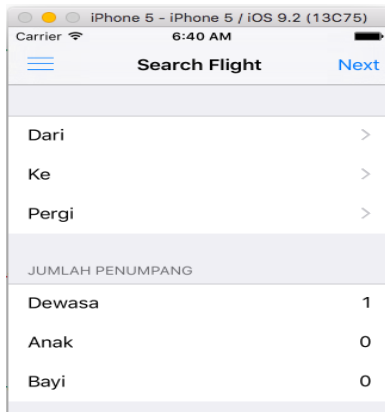 iPhone 5 - iPhone 5 / iOS 9.2 (13C75)
Carrier 6:40 AM
Search Flight Next
Dari
Ke
Pergi
JUMLAH PENUMPANG
Dewasa 1
Anak 0
Bayi 0